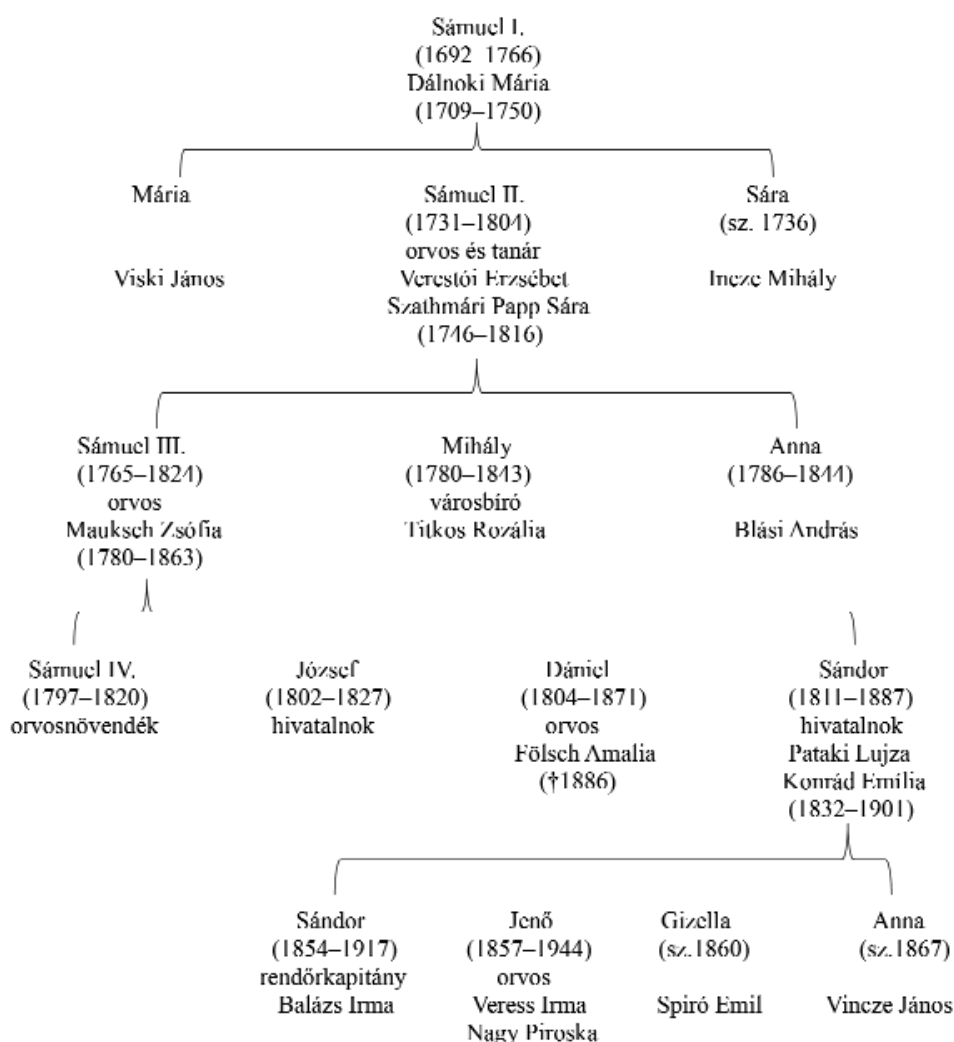 Sámuel I.
(1692–1766)
Dálnoki Mária
(1709–1750)
Mária Sámuel II. Sára
(1731–1804) (sz. 1736)
orvos és tanár
Viski János Verestói Erzsébet Incze Mihály
Szathmári Papp Sára
(1746–1816)
Sámuel III. Mihály Anna
(1765–1824) (1780–1843) (1786–1844)
orvos városbíró
Mauksch Zsófia Titkos Rozália Blási András
(1780–1863)
Sámuel IV. József Dániel Sándor
(1797–1820) (1802–1827) (1804–1871) (1811–1887)
orvosnövendék hivatalnok orvos hivatalnok
Fölsch Amalia Pataki Lujza
(†1886) Konrád Emília
(1832–1901)
Sándor Jenő Gizella Anna
(1854–1917) (1857–1944) (sz.1860) (sz.1867)
rendőrkapitány orvos
Balázs Irma Veress Irma Spiró Emil Vincze János
Nagy Piroska